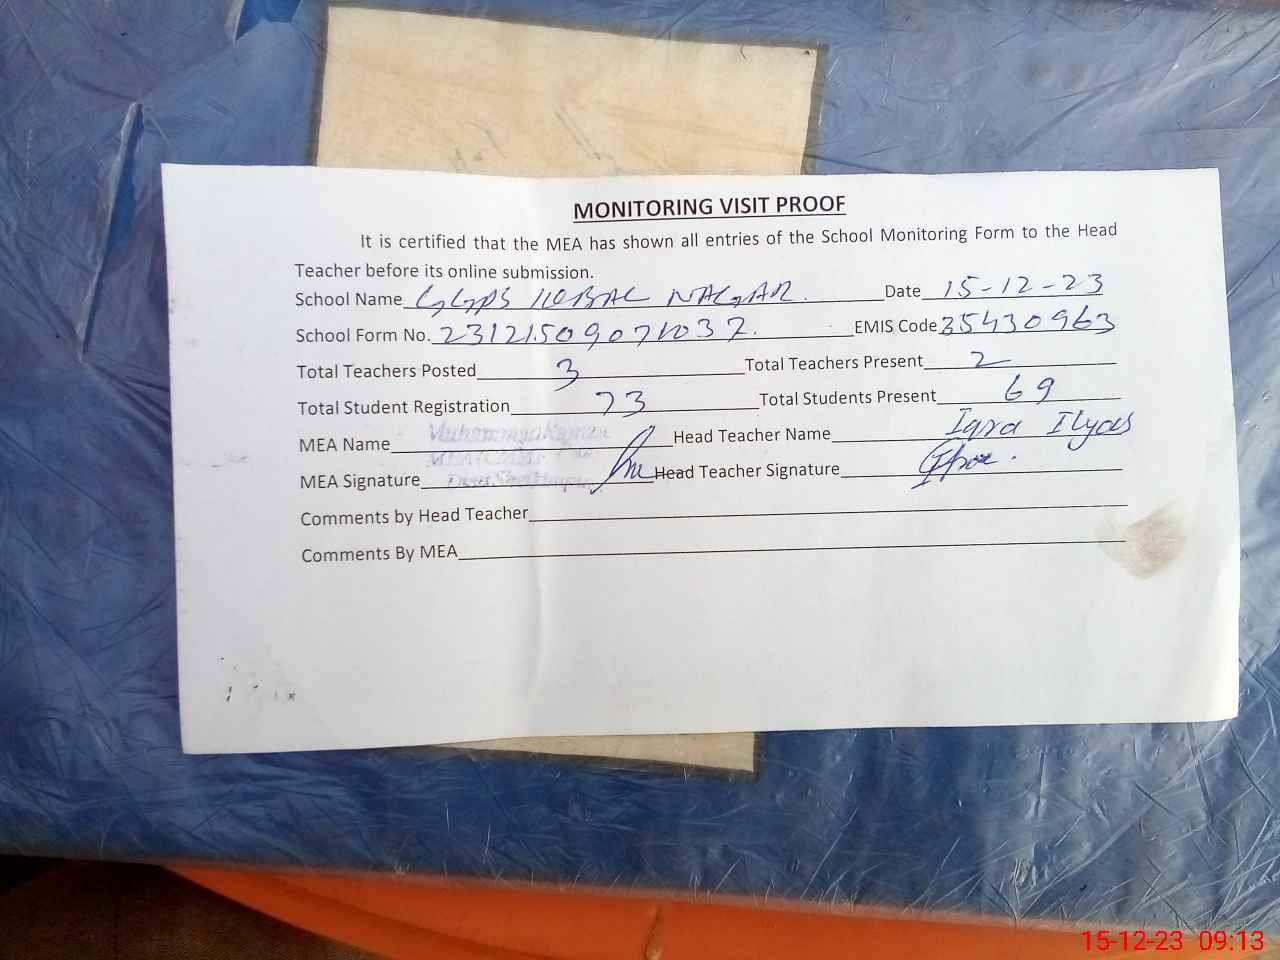 MONITORING VISIT PROOF
It is certified that the MEA has shown all entries of the School Monitoring Form to the Head
Teacher before its online submission.
School Name GGPS IQBAL NAGAR. Date 15-12-23
School Form No. 23121509071037. EMIS Code 35430963
Total Teachers Posted 3 Total Teachers Present 2
Total Student Registration 73 Total Students Present 69
MEA Name Muhammad Head Teacher Name Iqra Ilyas
MEA Signature Head Teacher Signature
Comments by Head Teacher
Comments By MEA
15-12-23 09:13